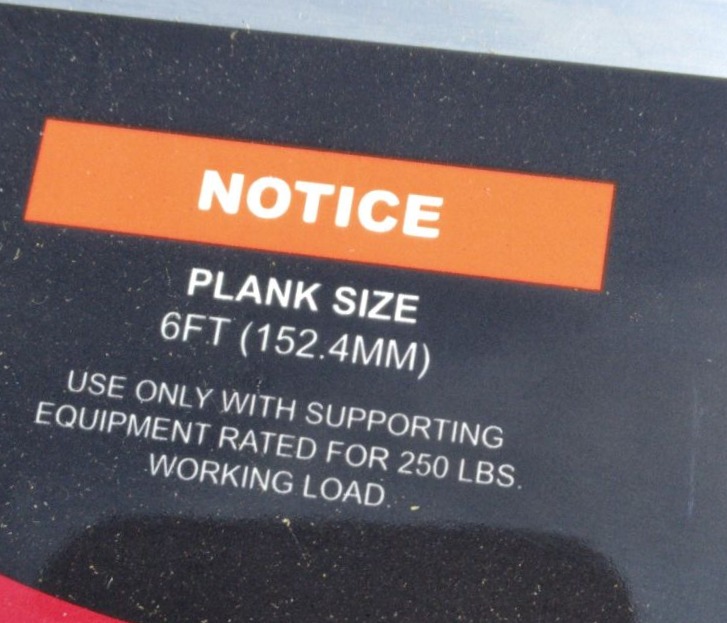 NOTICE
PLANK SIZE
6FT (152.4MM)
USE ONLY WITH SUPPORTING
EQUIPMENT RATED FOR 250 LBS.
WORKING LOAD.